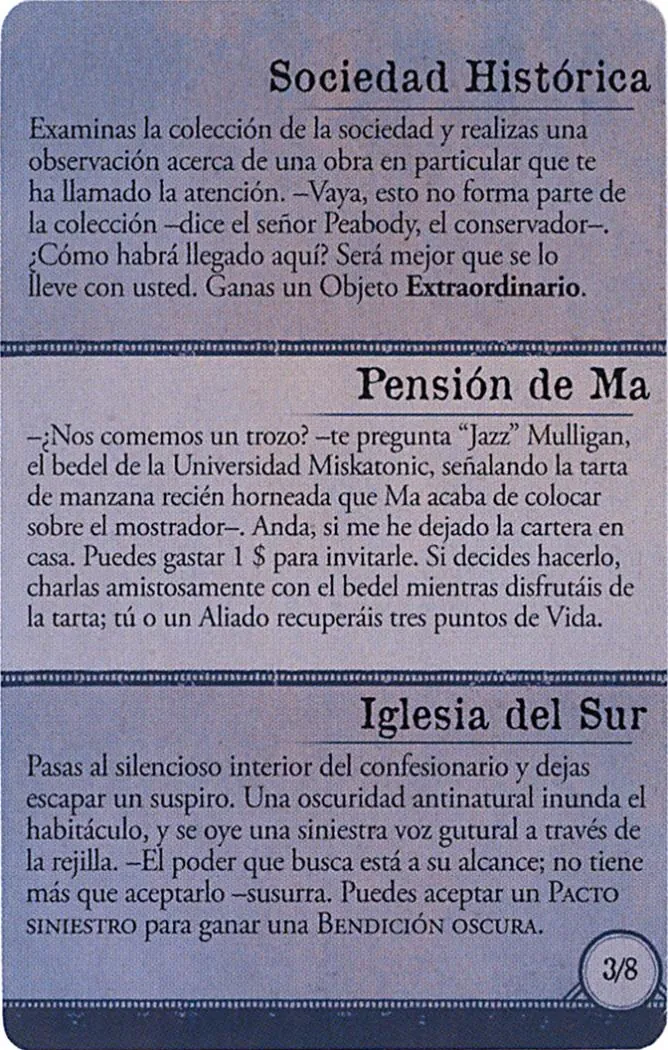 Sociedad Histórica
Examinas la colección de la sociedad y realizas una
observación acerca de una obra en particular que te
ha llamado la atención. –Vaya, esto no forma parte de
la colección –dice el señor Peabody, el conservador–.
¿Cómo habrá llegado aquí? Será mejor que se lo
lleve con usted. Ganas un Objeto Extraordinario.
Pensión de Ma
–¿Nos comemos un trozo? –te pregunta “Jazz” Mulligan,
el bedel de la Universidad Miskatonic, señalando la tarta
de manzana recién horneada que Ma acaba de colocar
sobre el mostrador–. Anda, si me he dejado la cartera en
casa. Puedes gastar 1 $ para invitarle. Si decides hacerlo,
charlas amistosamente con el bedel mientras disfrutáis de
la tarta; tú o un Aliado recuperáis tres puntos de Vida.
Iglesia del Sur
Pasas al silencioso interior del confesionario y dejas
escapar un suspiro. Una oscuridad antinatural inunda el
habitáculo, y se oye una siniestra voz gutural a través de
la rejilla. –El poder que busca está a su alcance; no tiene
más que aceptarlo –susurra. Puedes aceptar un PACTO
SINIESTRO para ganar una BENDICIÓN OSCURA.
3/8